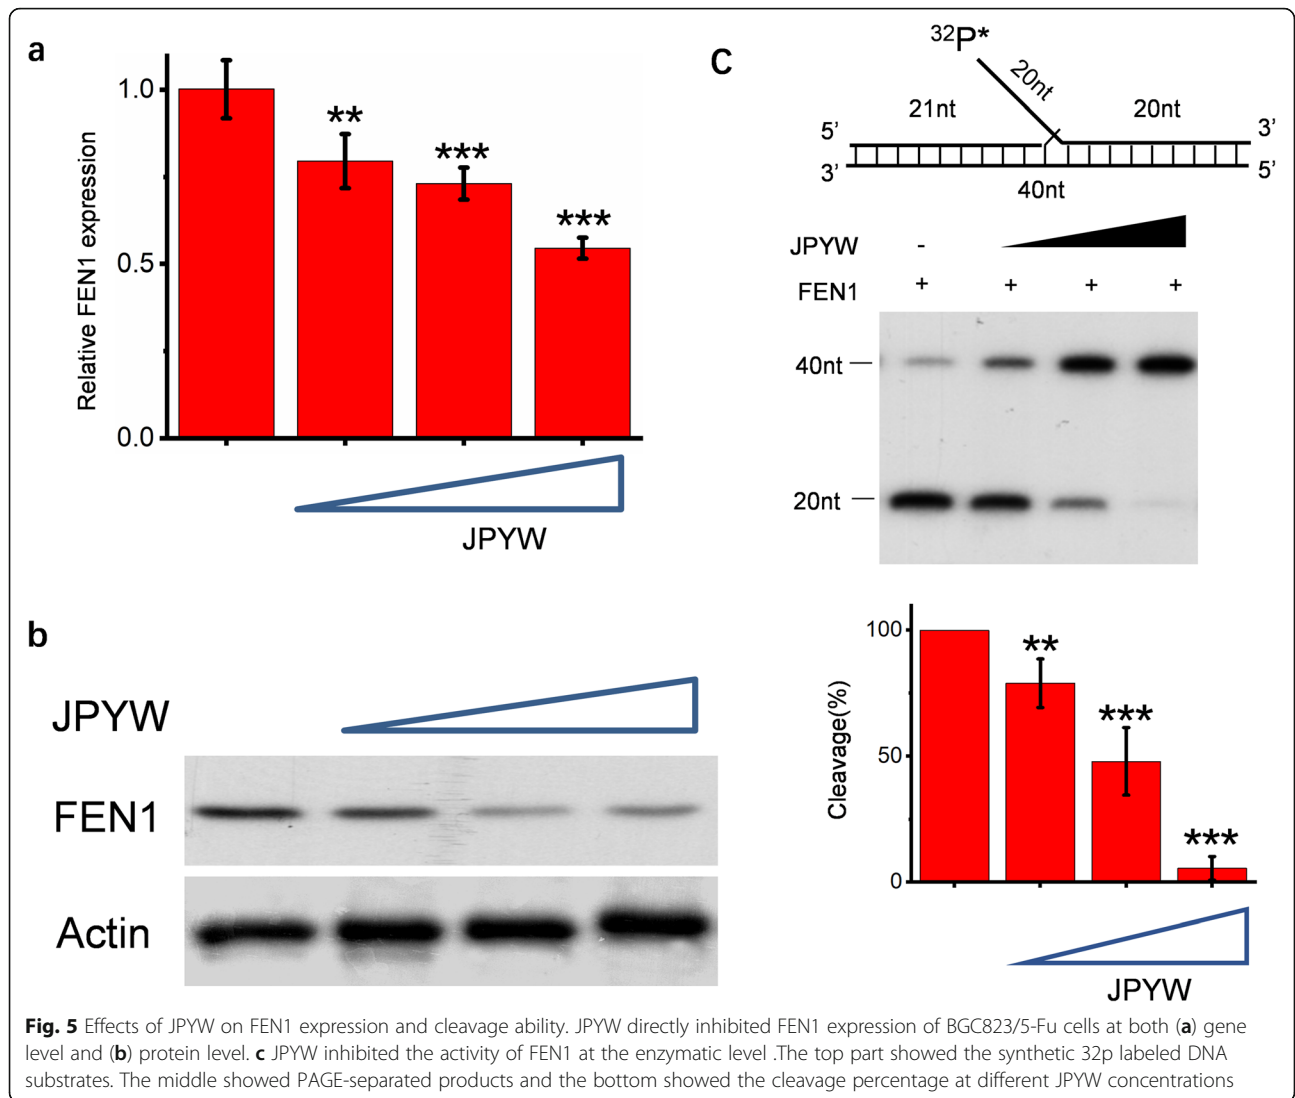 a
Relative FEN1 expression
1.0
0.5
0.0
**
***
***
JPYW
b
JPYW
FEN1
Actin
c
32P*
20nt
21nt
20nt
5’
3’
3’
5’
40nt
JPYW -
FEN1 + + + +
40nt
20nt
Cleavage(%)
100
50
0
**
***
***
JPYW
Fig. 5 Effects of JPYW on FEN1 expression and cleavage ability. JPYW directly inhibited FEN1 expression of BGC823/5-Fu cells at both (a) gene
level and (b) protein level. c JPYW inhibited the activity of FEN1 at the enzymatic level .The top part showed the synthetic 32p labeled DNA
substrates. The middle showed PAGE-separated products and the bottom showed the cleavage percentage at different JPYW concentrations